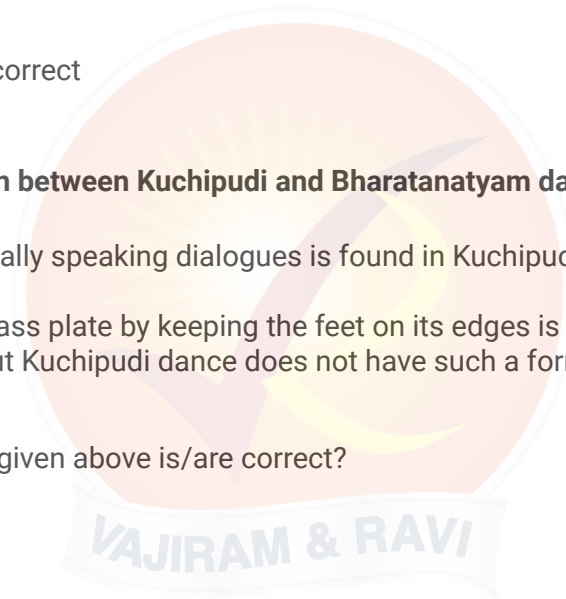 correct
n between Kuchipudi and Bharatanatyam da
ally speaking dialogues is found in Kuchipud
ass plate by keeping the feet on its edges is
ut Kuchipudi dance does not have such a for
given above is/are correct?
VAJIRAM & RAVI